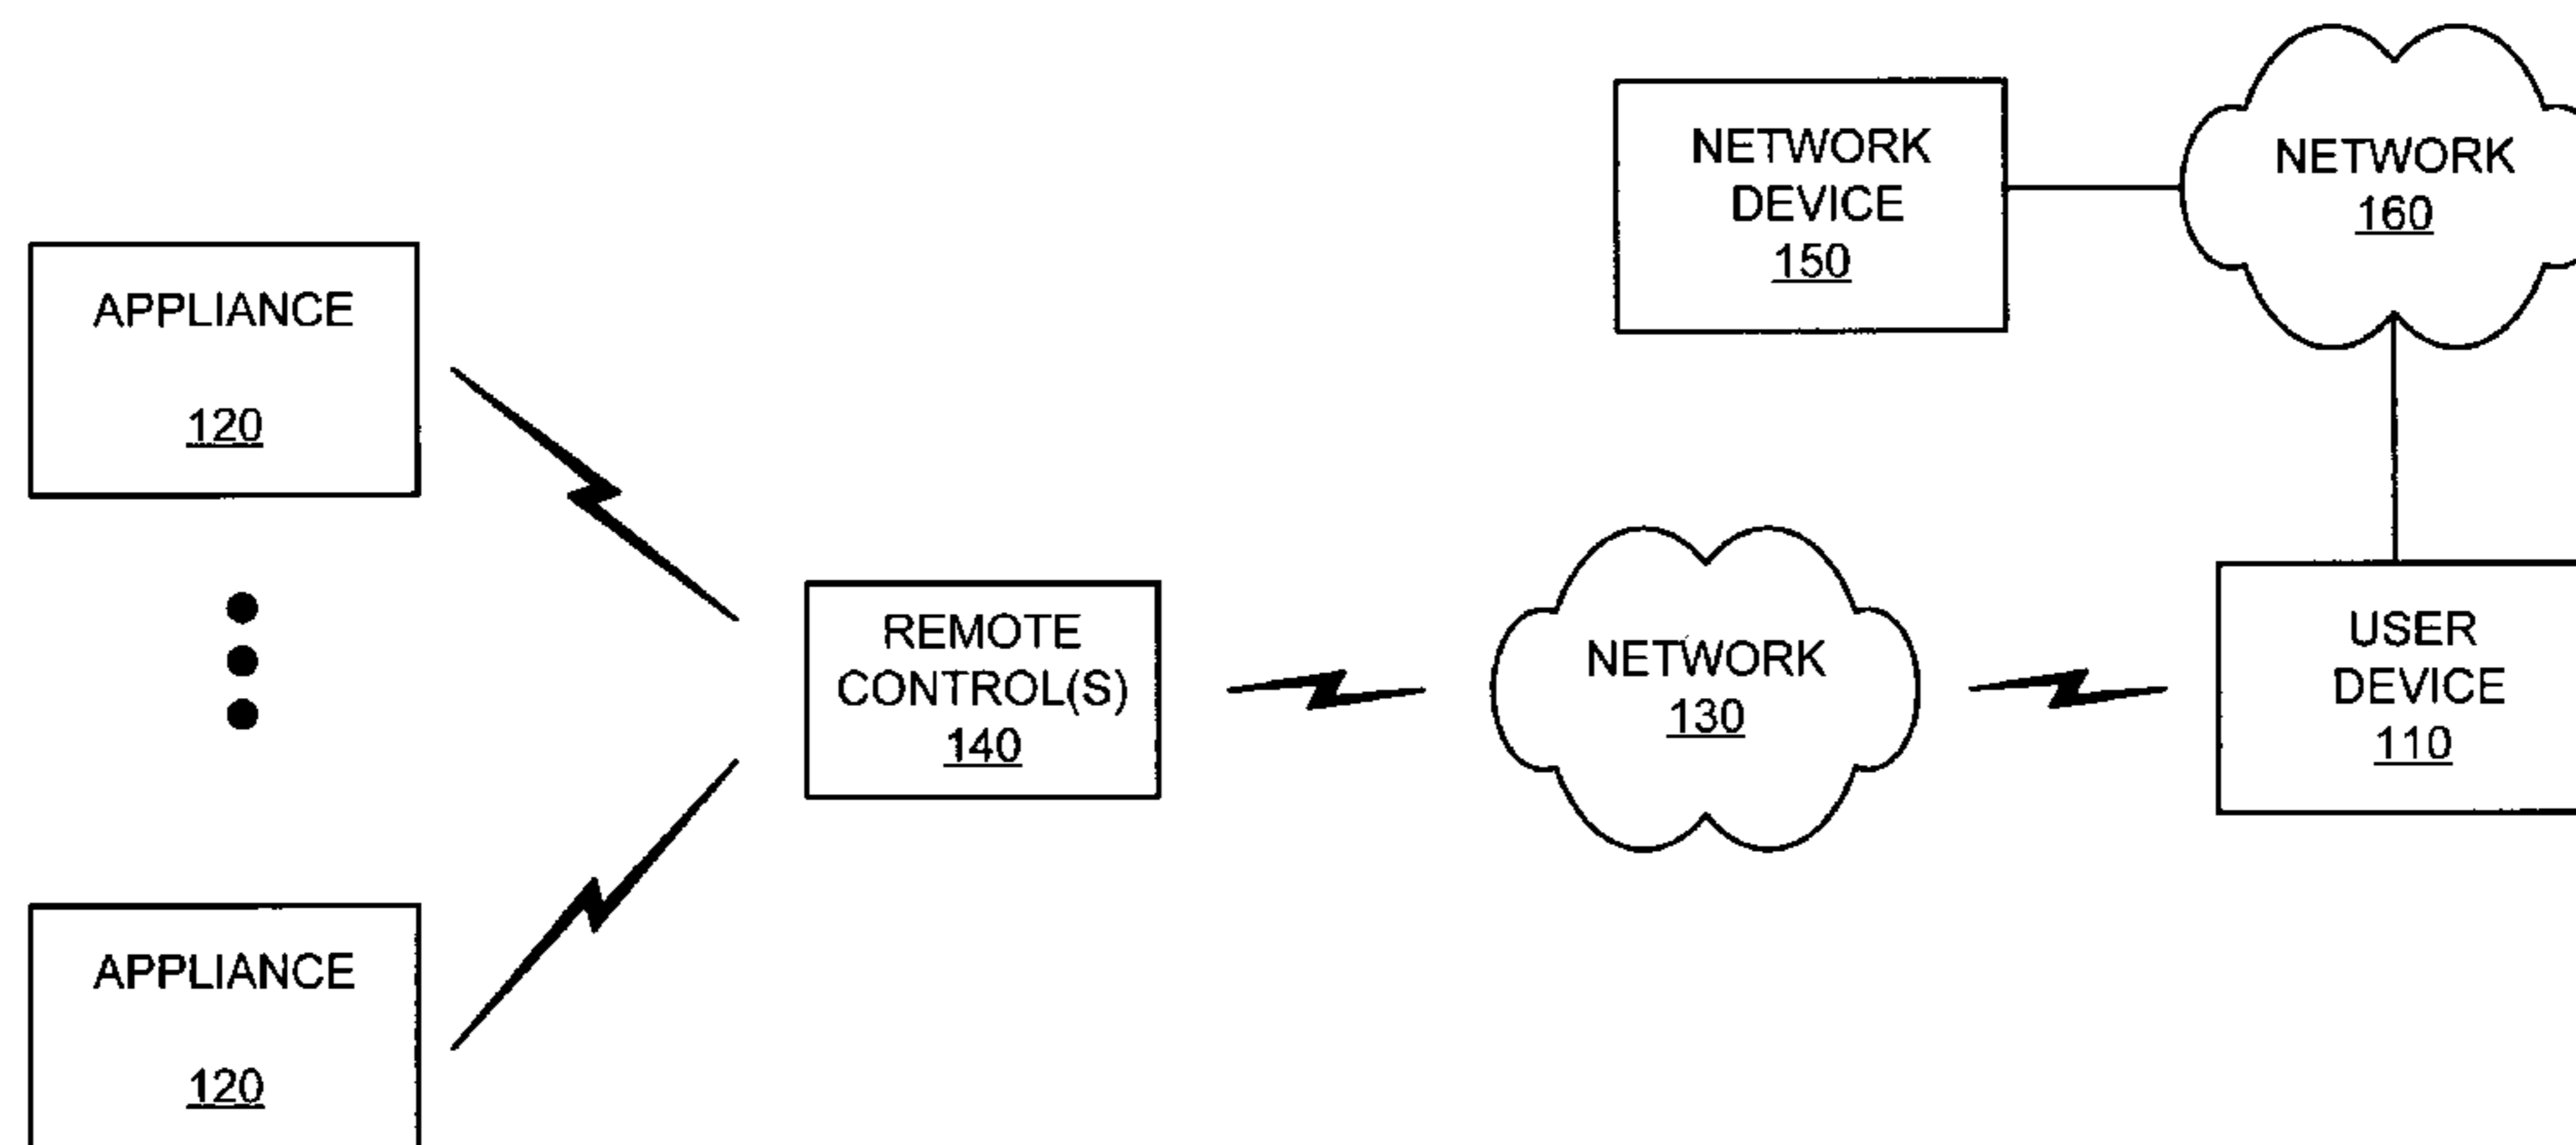 NETWORK
DEVICE
150
NETWORK
160
APPLIANCE
120
REMOTE
CONTROL(S)
140
NETWORK
130
USER
DEVICE
110
APPLIANCE
120